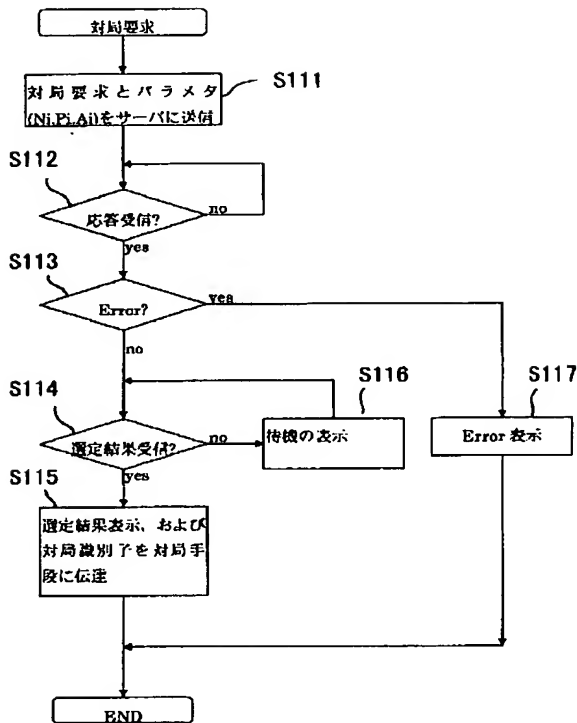 対局要求
S111
対局要求とパラメタ
(Ni,Pi,Ai)をサーバに送信
S112
応答受信?
no
yes
S113
Error?
yes
no
S114
選定結果受信?
no
yes
S116
待機の表示
S117
Error 表示
S115
選定結果表示、および
対局識別子を対局手
段に伝達
END